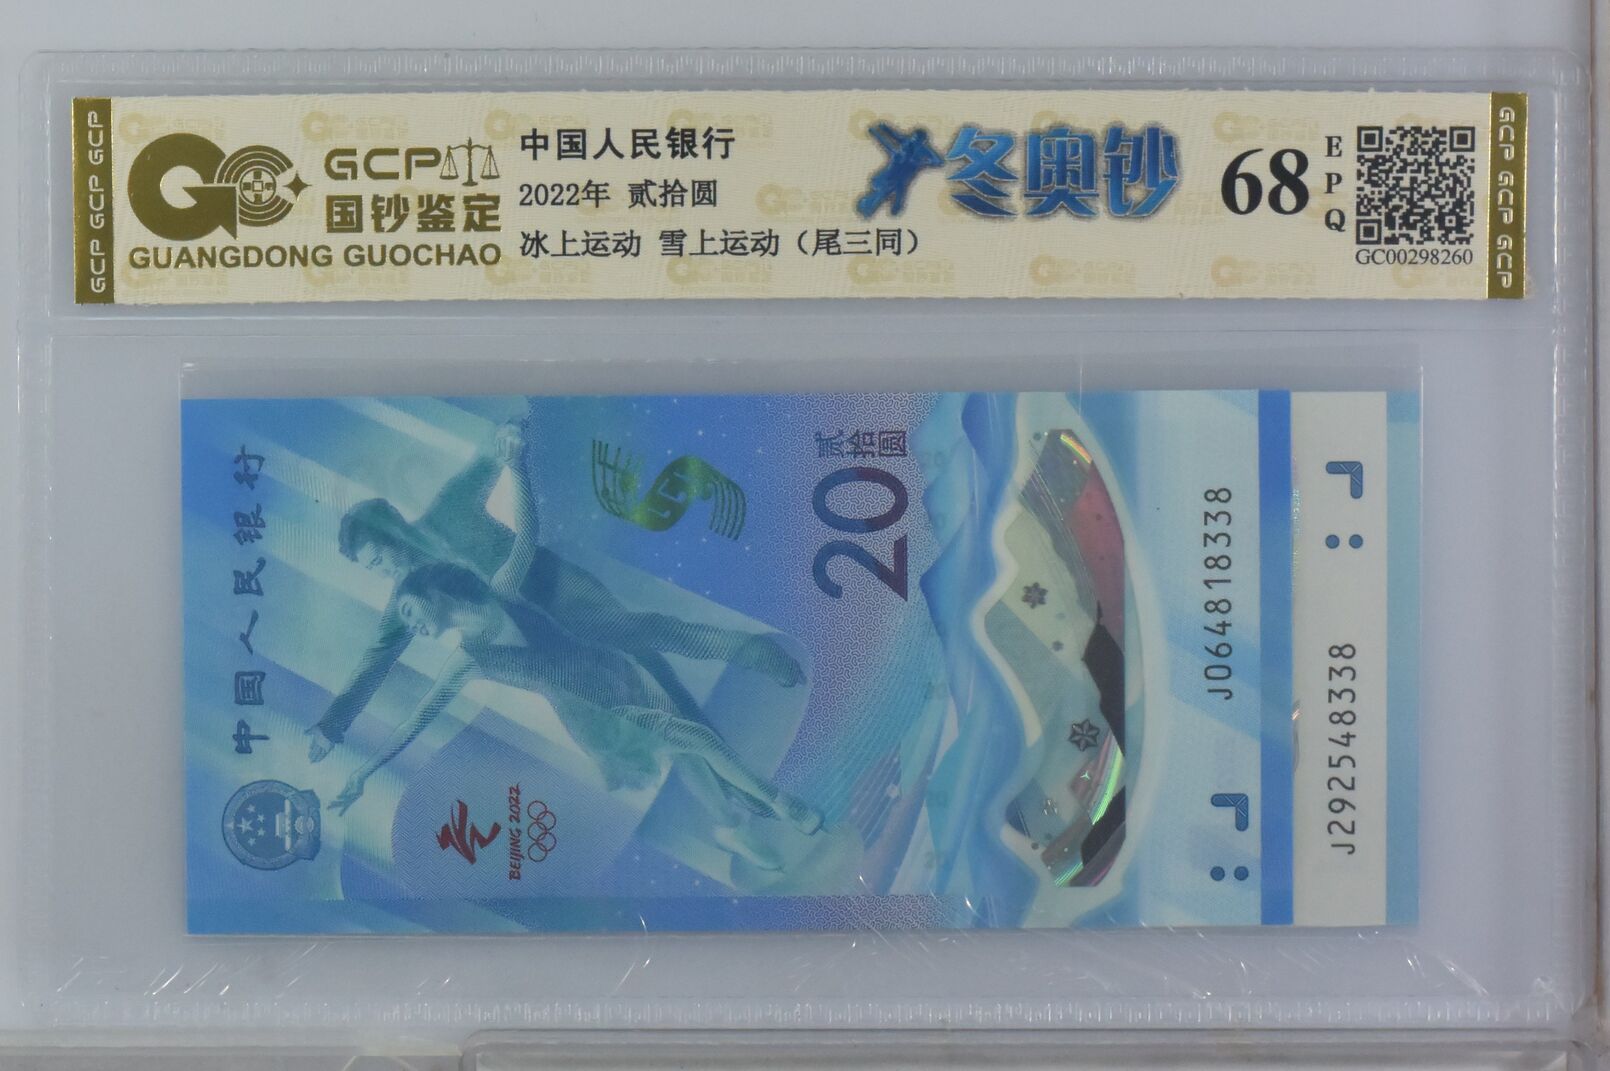 GCP GCP GCP
GCP
国钞鉴定
GUANGDONG GUOCHAO
中国人民银行
2022年 贰拾圆
冰上运动 雪上运动（尾三同）
冬奥钞
68
EPQ
GC00298260
GCP GCP GCP
中国人民银行
BEIJING 2022
贰拾圆
20
J064818338
J292548338